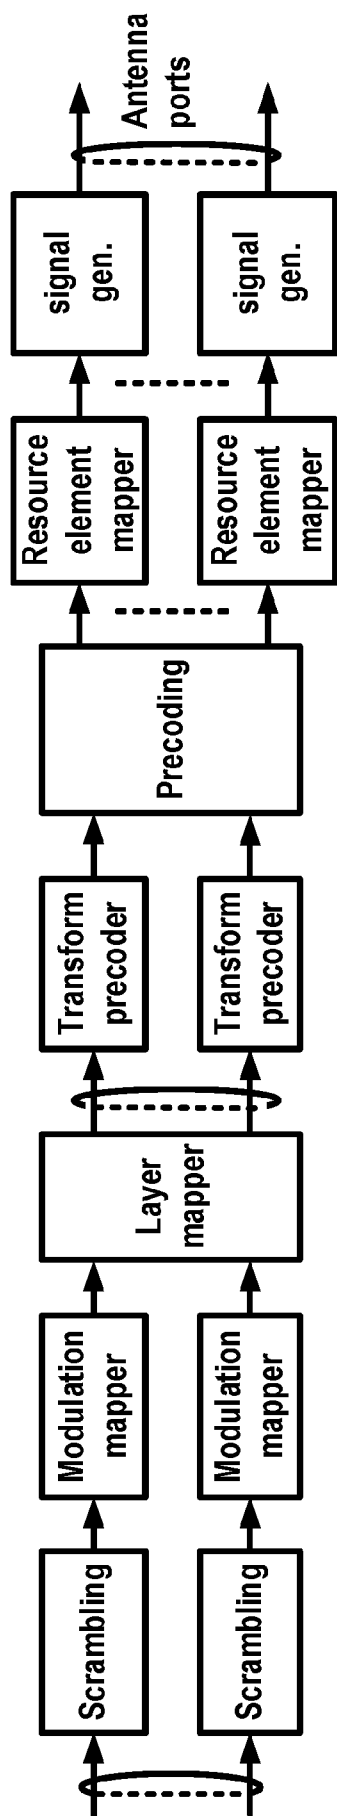 Scrambling
Modulation
mapper
Layer
mapper
Transform
precoder
Precoding
Resource
element
mapper
signal
gen.
Antenna
ports
Scrambling
Modulation
mapper
Transform
precoder
Resource
element
mapper
signal
gen.